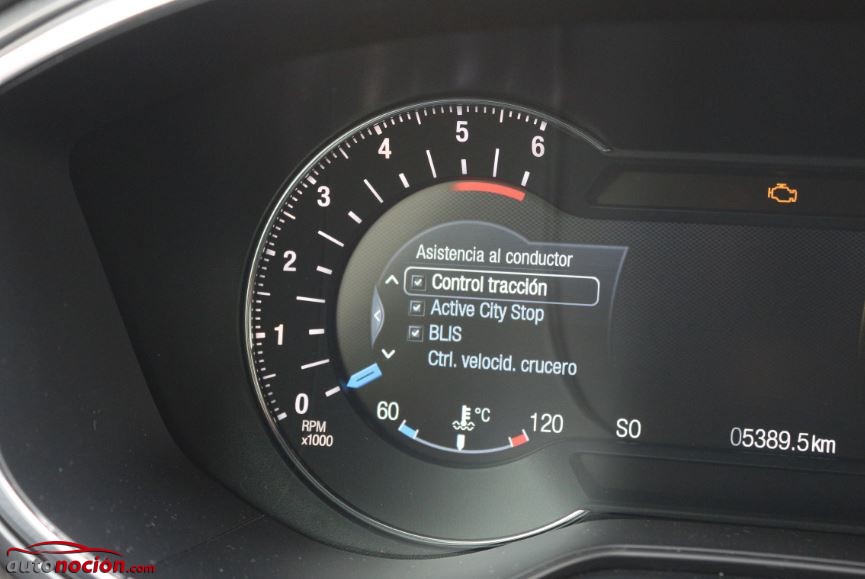 6
5
4
3
2
1
0
RPM
x1000
Asistencia al conductor
Control tracción
Active City Stop
BLIS
Ctrl. velocid. crucero
60
°C
120
SO
05389.5km
autonocion.com